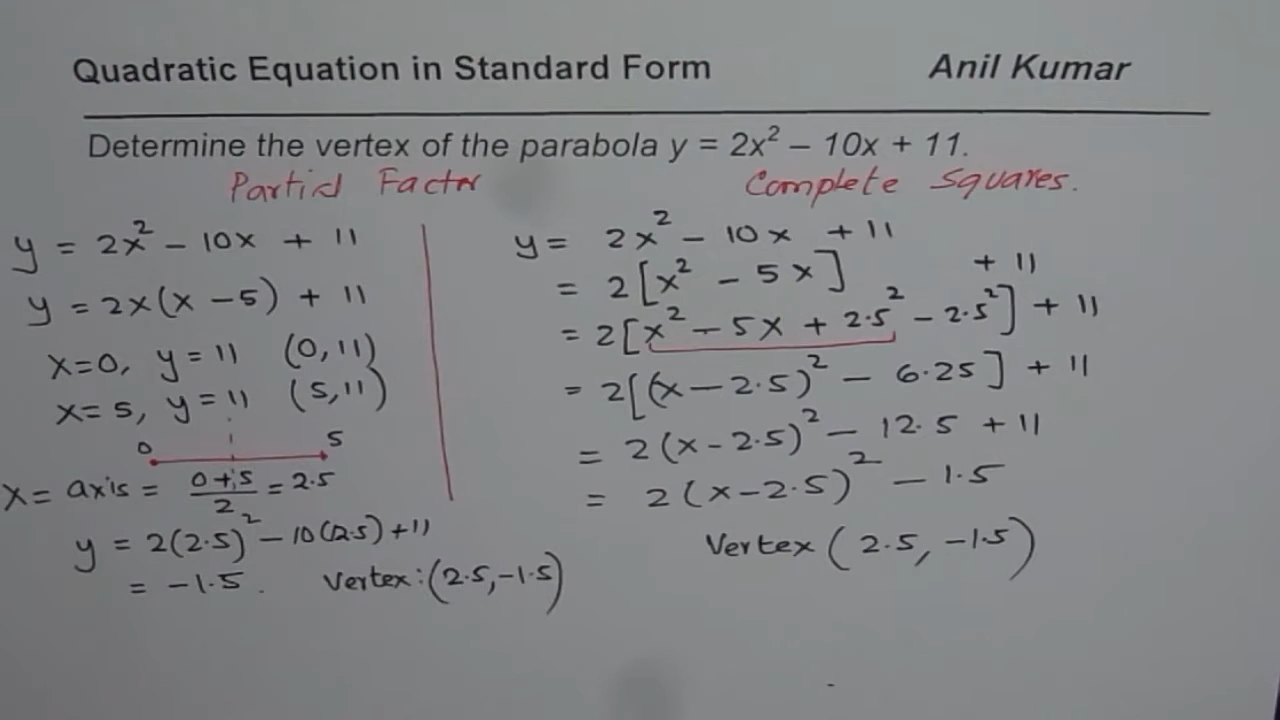 Quadratic Equation in Standard Form Anil Kumar
Determine the vertex of the parabola y = 2x² – 10x + 11.
Partial Factor
y = 2x² - 10x + 11
y = 2x(x - 5) + 11
x=0, y = 11 (0, 11)
x= 5, y = 11 (5, 11)
0 5
x= axis = (0+5)/2 = 2.5
y = 2(2.5)² - 10(2.5) + 11
= -1.5. Vertex: (2.5, -1.5)
Complete Squares.
y = 2x² - 10x + 11
= 2[x² - 5x] + 11
= 2[x² - 5x + 2.5² - 2.5²] + 11
= 2[(x - 2.5)² - 6.25] + 11
= 2(x - 2.5)² - 12.5 + 11
= 2(x - 2.5)² - 1.5
Vertex (2.5, -1.5)